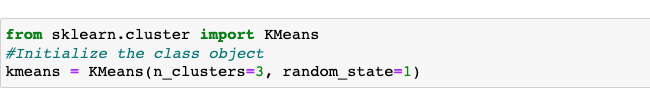 from sklearn.cluster import KMeans
#Initialize the class object
kmeans = KMeans(n_clusters=3, random_state=1)